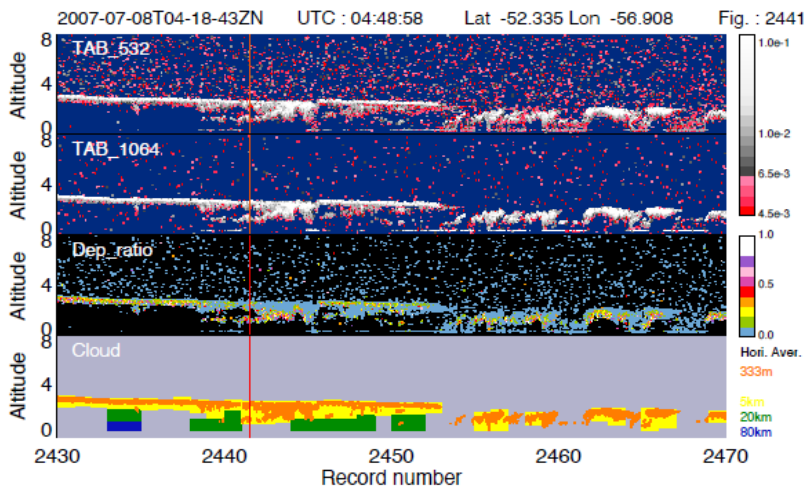 2007-07-08T04-18-43ZN UTC : 04:48:58 Lat -52.335 Lon -56.908 Fig. : 2441
8 TAB_532 1.0e-1
Altitude
4
0 1.0e-2
8 TAB_1064 6.5e-3
Altitude
4
0 4.5e-3
8 Dep_ratio 1.0
Altitude
4 0.5
0 0.0
8 Cloud Hori. Aver.
Altitude 333m
4
5km
20km
0 80km
2430 2440 2450 2460 2470
Record number